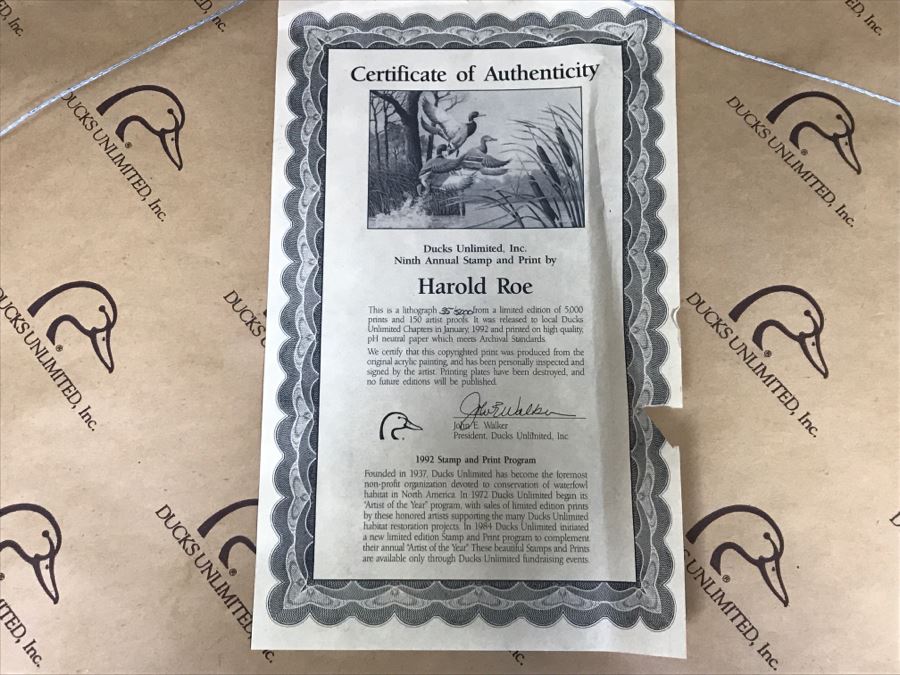 Certificate of Authenticity
Ducks Unlimited, Inc.
Ninth Annual Stamp and Print by
Harold Roe
This is a lithograph 35/5000 from a limited edition of 5,000
prints and 150 artist proofs. It was released to local Ducks
Unlimited Chapters in January, 1992 and printed on high quality,
pH neutral paper which meets Archival Standards.
We certify that this copyrighted print was produced from the
original acrylic painting, and has been personally inspected and
signed by the artist. Printing plates have been destroyed, and
no future editions will be published.
John E Walker
John E. Walker
President, Ducks Unlimited, Inc.
1992 Stamp and Print Program
Founded in 1937, Ducks Unlimited has become the foremost
non-profit organization devoted to conservation of waterfowl
habitat in North America. In 1972 Ducks Unlimited began its
"Artist of the Year" program, with sales of limited edition prints
by these honored artists supporting the many Ducks Unlimited
habitat restoration projects. In 1984 Ducks Unlimited initiated
a new limited edition Stamp and Print program to complement
their annual "Artist of the Year." These beautiful Stamps and Prints
are available only through Ducks Unlimited fundraising events.
ED, Inc.
DUCKS UNLIMITED, Inc.
DUCKS UNLIMITED, Inc.
DUCKS UNLIMITED, Inc.
DUCKS UNLIMITED, Inc.
DUCKS UNLIMITED, Inc.
TED, Inc.